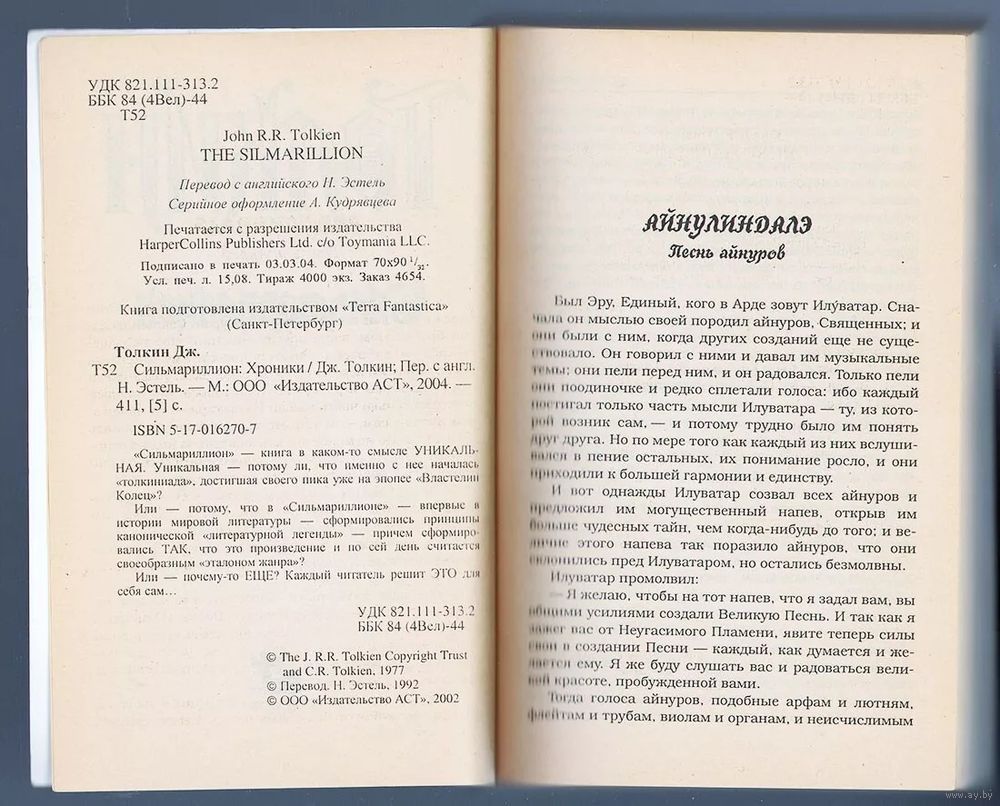 УДК 821.111-313.2
ББК 84 (4Вел)-44
Т52
John R.R. Tolkien
THE SILMARILLION
Перевод с английского Н. Эстель
Серийное оформление А. Кудрявцева
Печатается с разрешения издательства
HarperCollins Publishers Ltd. c/o Toymania LLC.
Подписано в печать 03.03.04. Формат 70х90 1/32.
Усл. печ. л. 15,08. Тираж 4000 экз. Заказ 4654.
Книга подготовлена издательством «Terra Fantastica»
(Санкт-Петербург)
Толкин Дж.
Т52 Сильмариллион: Хроники / Дж. Толкин; Пер. с англ.
Н. Эстель. — М.: ООО «Издательство АСТ», 2004. —
411, [5] с.
ISBN 5-17-016270-7
«Сильмариллион» — книга в каком-то смысле УНИКАЛЬ-
НАЯ. Уникальная — потому ли, что именно с нее началась
«толкиниада», достигшая своего пика уже на эпопее «Властелин
Колец»?
Или — потому, что в «Сильмариллионе» — впервые в
истории мировой литературы — сформировались принципы
канонической «литературной легенды» — причем сформиро-
вались ТАК, что это произведение и по сей день считается
своеобразным «эталоном жанра»?
Или — почему-то ЕЩЕ? Каждый читатель решит ЭТО для
себя сам...
УДК 821.111-313.2
ББК 84 (4Вел)-44
© The J. R.R. Tolkien Copyright Trust
and C.R. Tolkien, 1977
© Перевод. Н. Эстель, 1992
© ООО «Издательство АСТ», 2002
АЙНУЛИНДАЛЭ
Песнь айнуров
Был Эру, Единый, кого в Арде зовут Илу́ватар. Сна-
чала он мыслью своей породил айнуров, Священных; и
они были с ним, когда других созданий еще не суще-
ствовало. Он говорил с ними и давал им музыкальные
темы; они пели перед ним, и он радовался. Только пели
они поодиночке и редко сплетали голоса: ибо каждый
постигал только часть мысли Илуватара — ту, из кото-
рой возник сам, — и потому трудно было им понять
друг друга. Но по мере того как каждый из них вслуши-
вался в пение остальных, их понимание росло, и они
приходили к большей гармонии и единству.
И вот однажды Илуватар созвал всех айнуров и
предложил им могущественный напев, открыв им
больше чудесных тайн, чем когда-нибудь до того; и ве-
личие этого напева так поразило айнуров, что они
склонились пред Илуватаром, но остались безмолвны.
Илуватар промолвил:
— Я желаю, чтобы на тот напев, что я задал вам, вы
общими усилиями создали Великую Песнь. И так как я
зажег вас от Неугасимого Пламени, явите теперь силы
свои в создании Песни — каждый, как думается и же-
лается ему. Я же буду слушать вас и радоваться вели-
кой красоте, пробужденной вами.
Тогда голоса айнуров, подобные арфам и лютням,
флейтам и трубам, виолам и органам, и неисчислимым
www.ay.by